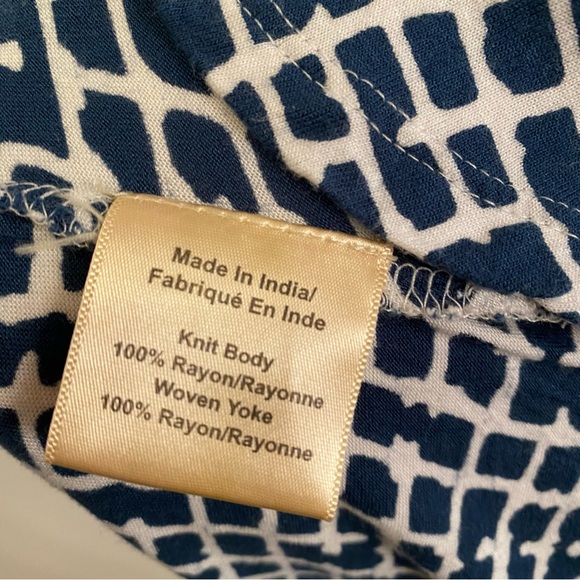 Made In India/
Fabriqué En Inde
Knit Body
100% Rayon/Rayonne
Woven Yoke
100% Rayon/Rayonne